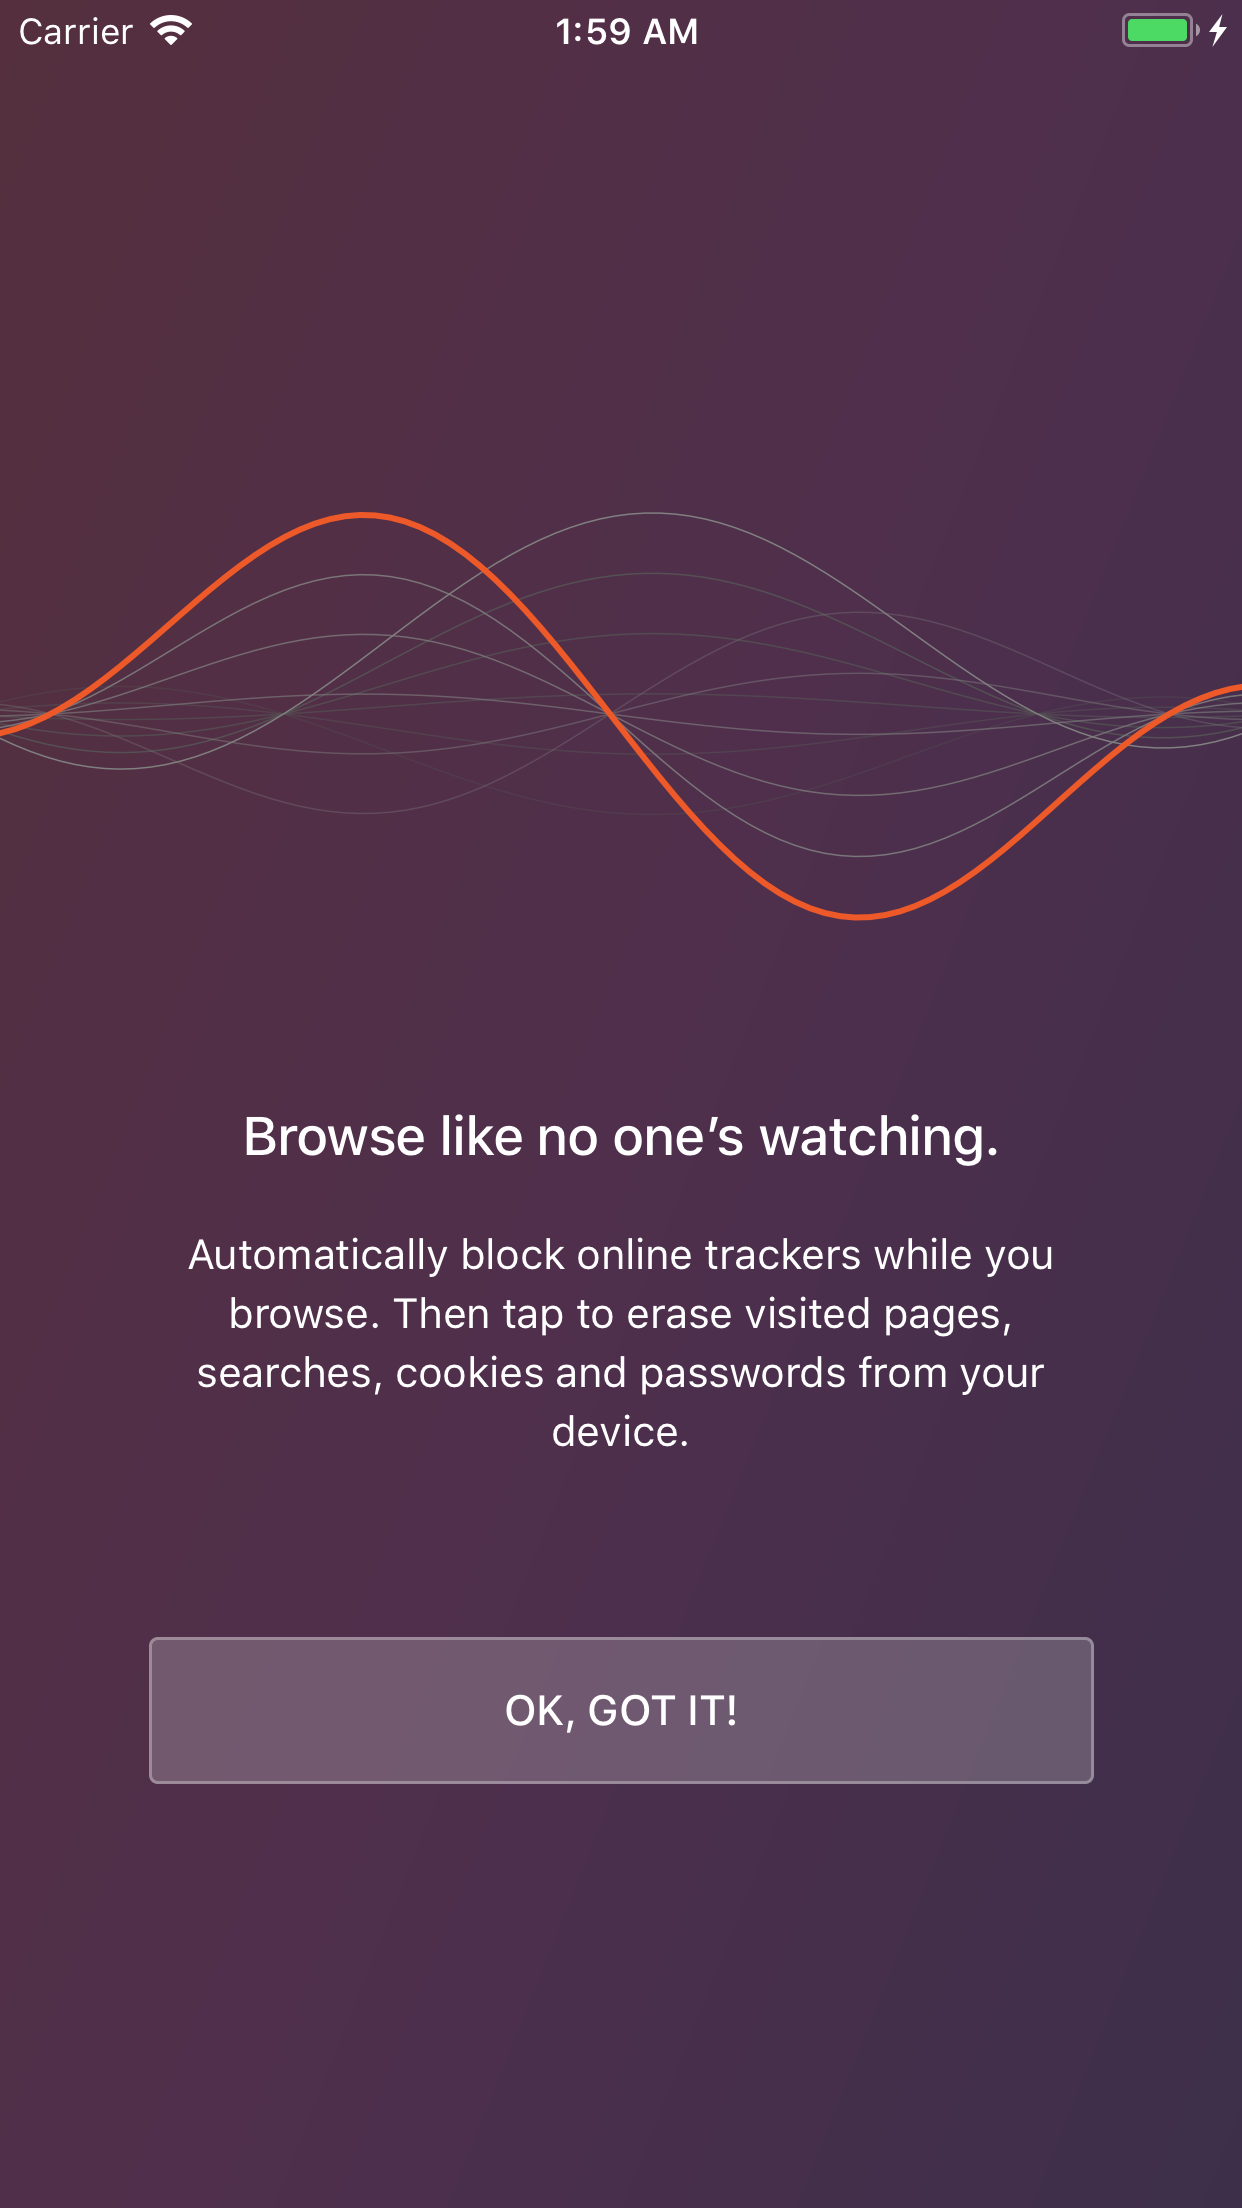 Carrier 1:59 AM
Browse like no one’s watching.
Automatically block online trackers while you
browse. Then tap to erase visited pages,
searches, cookies and passwords from your
device.
OK, GOT IT!